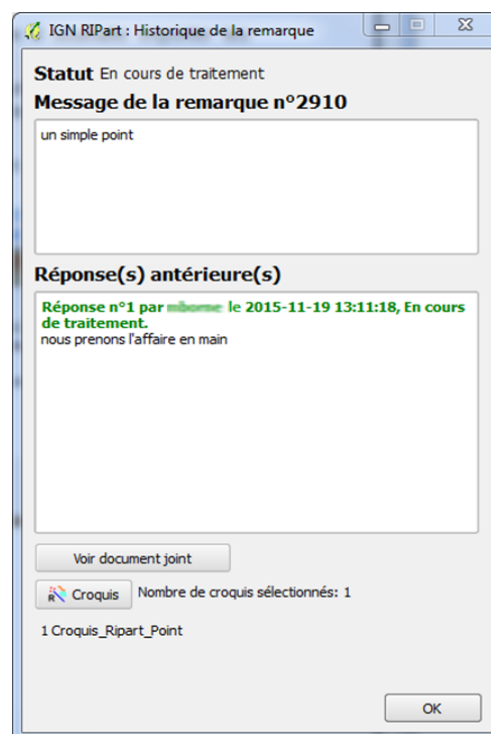 IGN RIPart : Historique de la remarque
Statut En cours de traitement
Message de la remarque n°2910
un simple point
Réponse(s) antérieure(s)
Réponse n°1 par le 2015-11-19 13:11:18, En cours
de traitement.
nous prenons l'affaire en main
Voir document joint
Croquis Nombre de croquis sélectionnés: 1
1 Croquis_Ripart_Point
OK